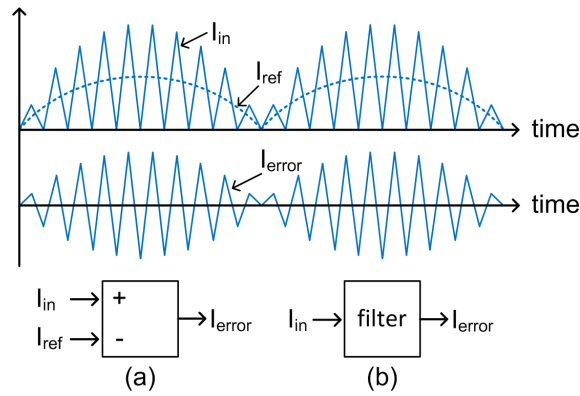 I_in
I_ref
time
I_error
time
I_in
+
I_ref
-
I_error
I_in
filter
I_error
(a)
(b)